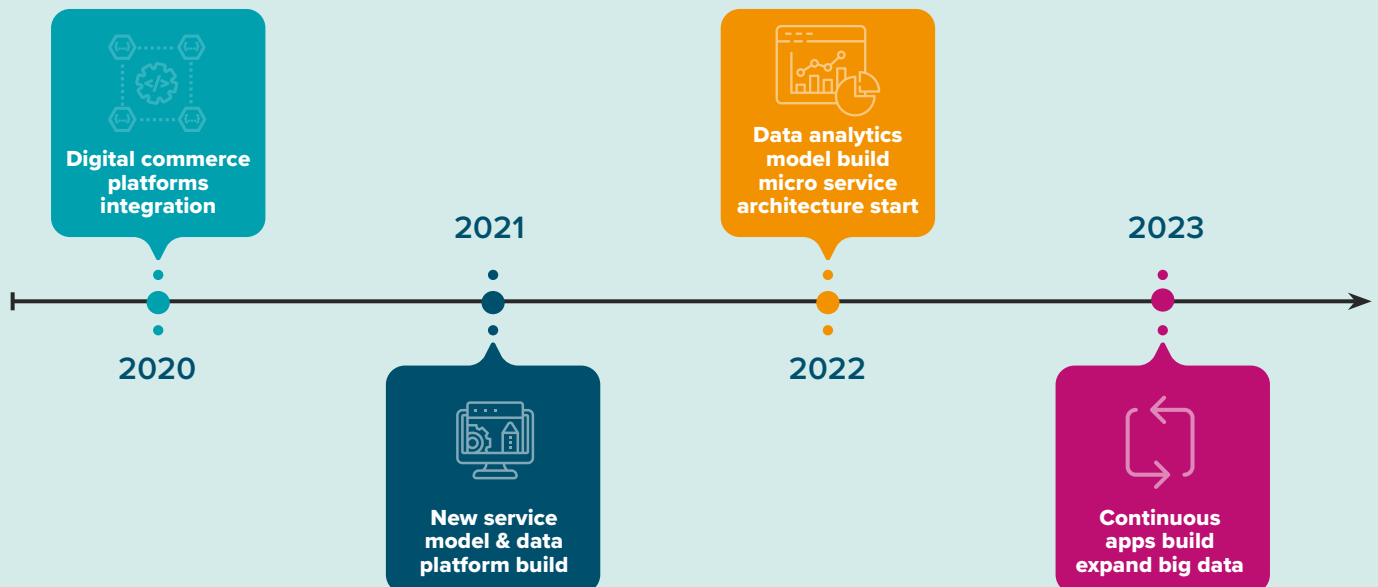 Digital commerce
platforms
integration
2020
2021
New service
model & data
platform build
Data analytics
model build
micro service
architecture start
2022
2023
Continuous
apps build
expand big data